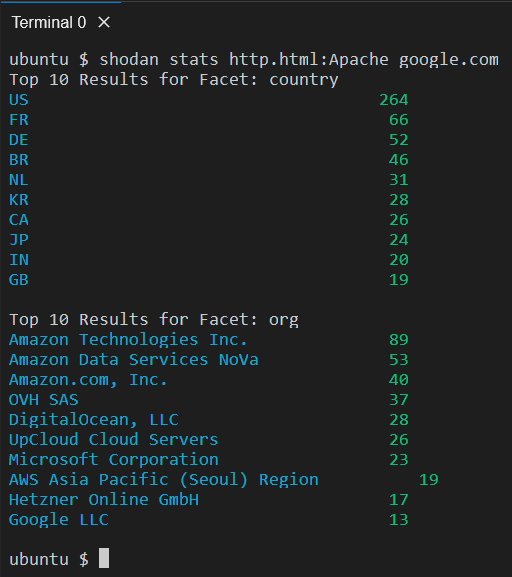 Terminal 0 ×
ubuntu $ shodan stats http.html:Apache google.com
Top 10 Results for Facet: country
US 264
FR 66
DE 52
BR 46
NL 31
KR 28
CA 26
JP 24
IN 20
GB 19
Top 10 Results for Facet: org
Amazon Technologies Inc. 89
Amazon Data Services NoVa 53
Amazon.com, Inc. 40
OVH SAS 37
DigitalOcean, LLC 28
UpCloud Cloud Servers 26
Microsoft Corporation 23
AWS Asia Pacific (Seoul) Region 19
Hetzner Online GmbH 17
Google LLC 13
ubuntu $